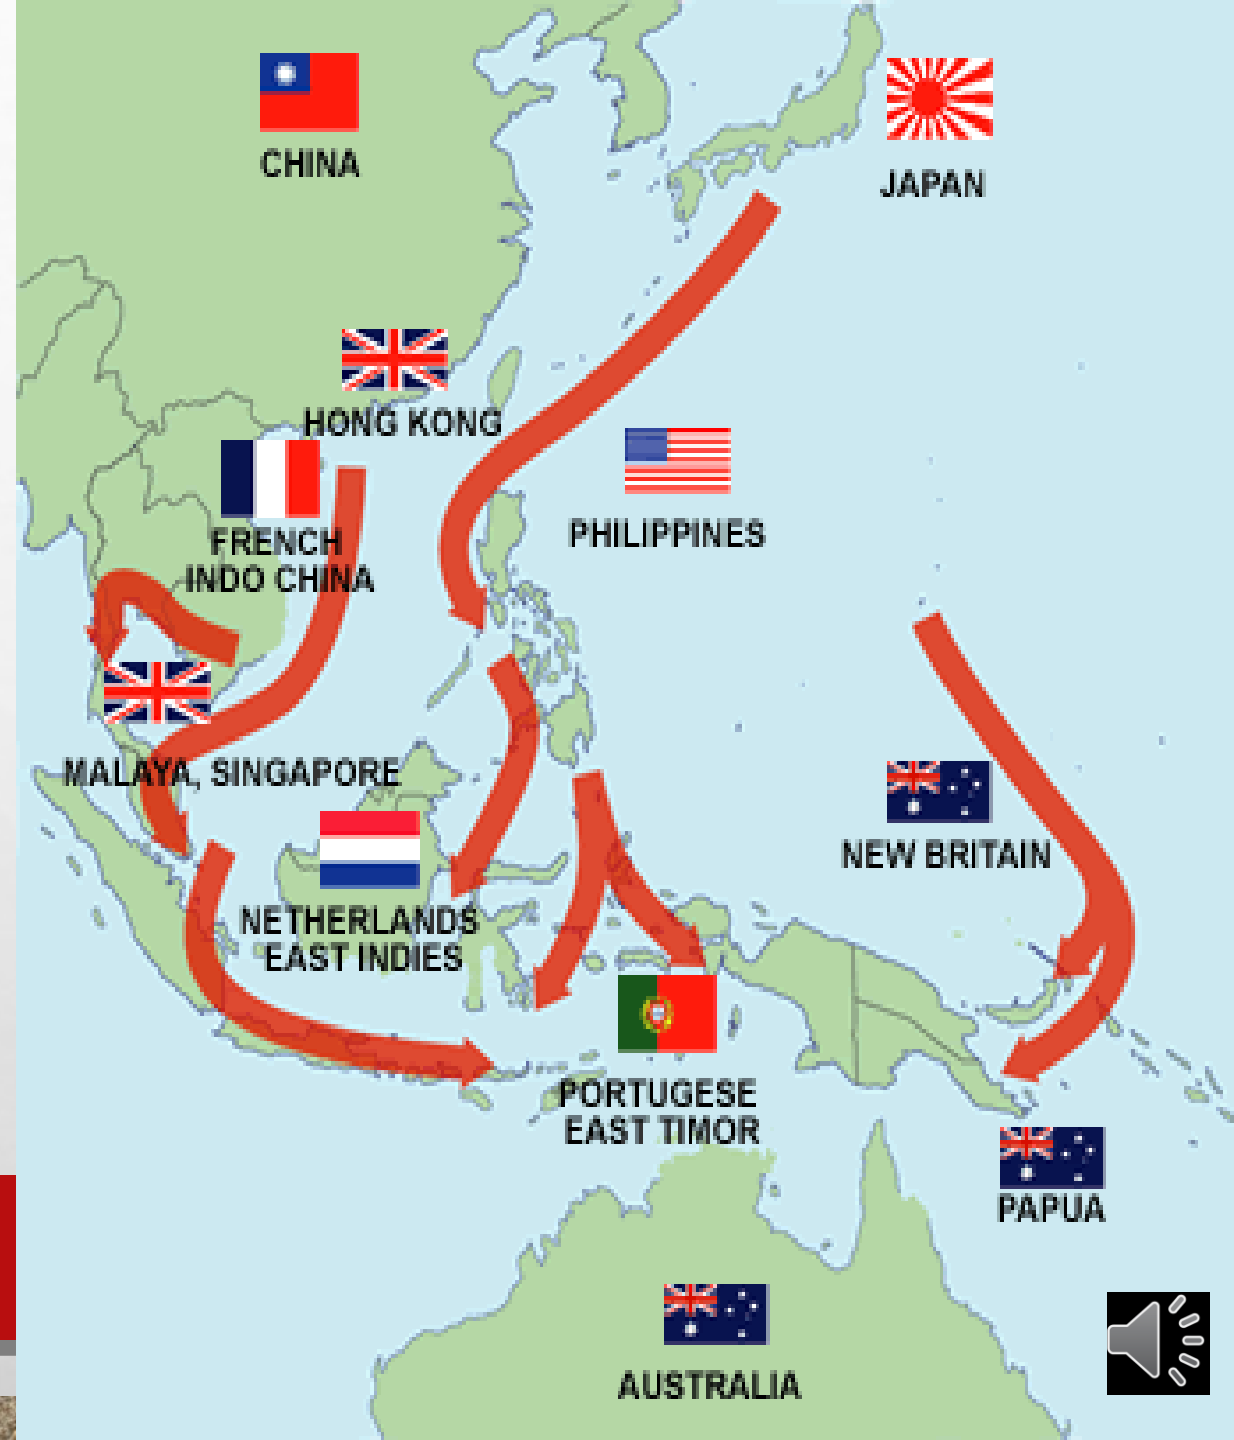 CHINA
JAPAN
HONG KONG
FRENCH
INDO CHINA
PHILIPPINES
MALAYA, SINGAPORE
NEW BRITAIN
NETHERLANDS
EAST INDIES
PORTUGESE
EAST TIMOR
PAPUA
AUSTRALIA